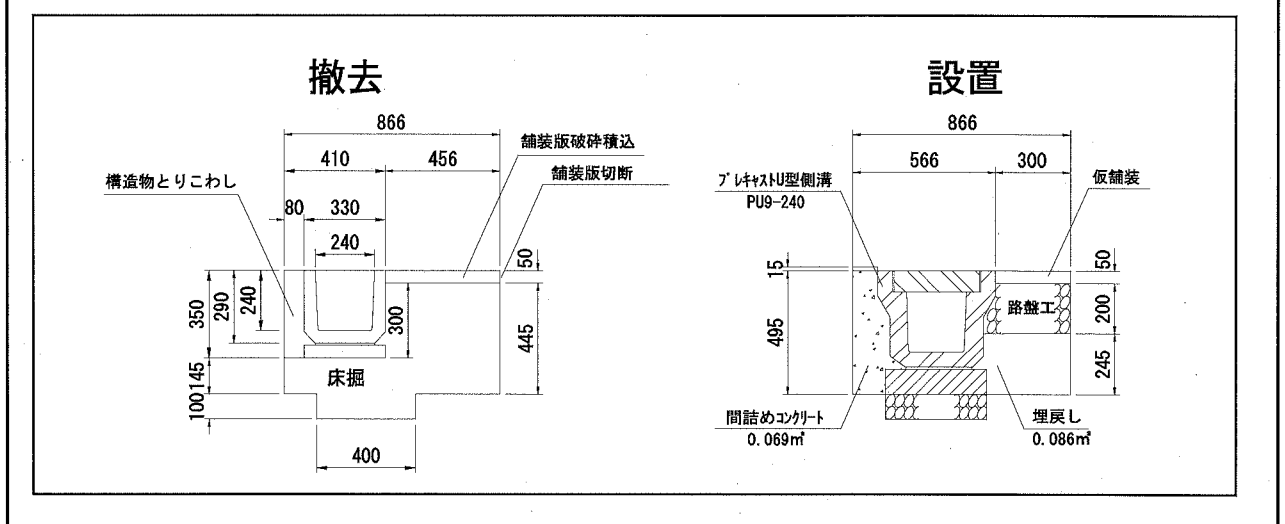 撤去
866
410
456
舗装版破砕積込
舗装版切断
構造物とりこわし
80
330
240
50
350
290
240
300
445
145
床掘
100
400
設置
866
566
300
プレキャストU型側溝
PU9-240
仮舗装
15
50
495
路盤工
200
245
間詰めコンクリート
0.069㎡
埋戻し
0.086㎡